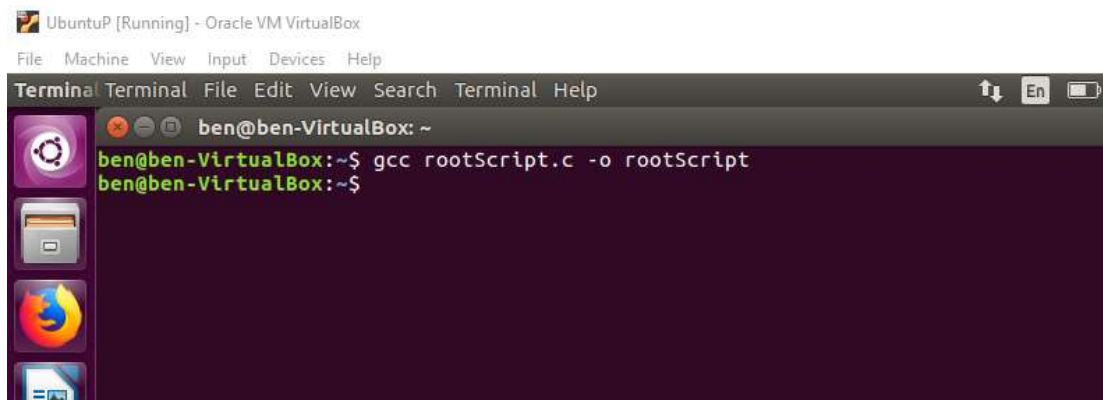 UbuntuP [Running] - Oracle VM VirtualBox
File Machine View Input Devices Help
Terminal Terminal File Edit View Search Terminal Help En
ben@ben-VirtualBox: ~
ben@ben-VirtualBox:~$ gcc rootScript.c -o rootScript
ben@ben-VirtualBox:~$